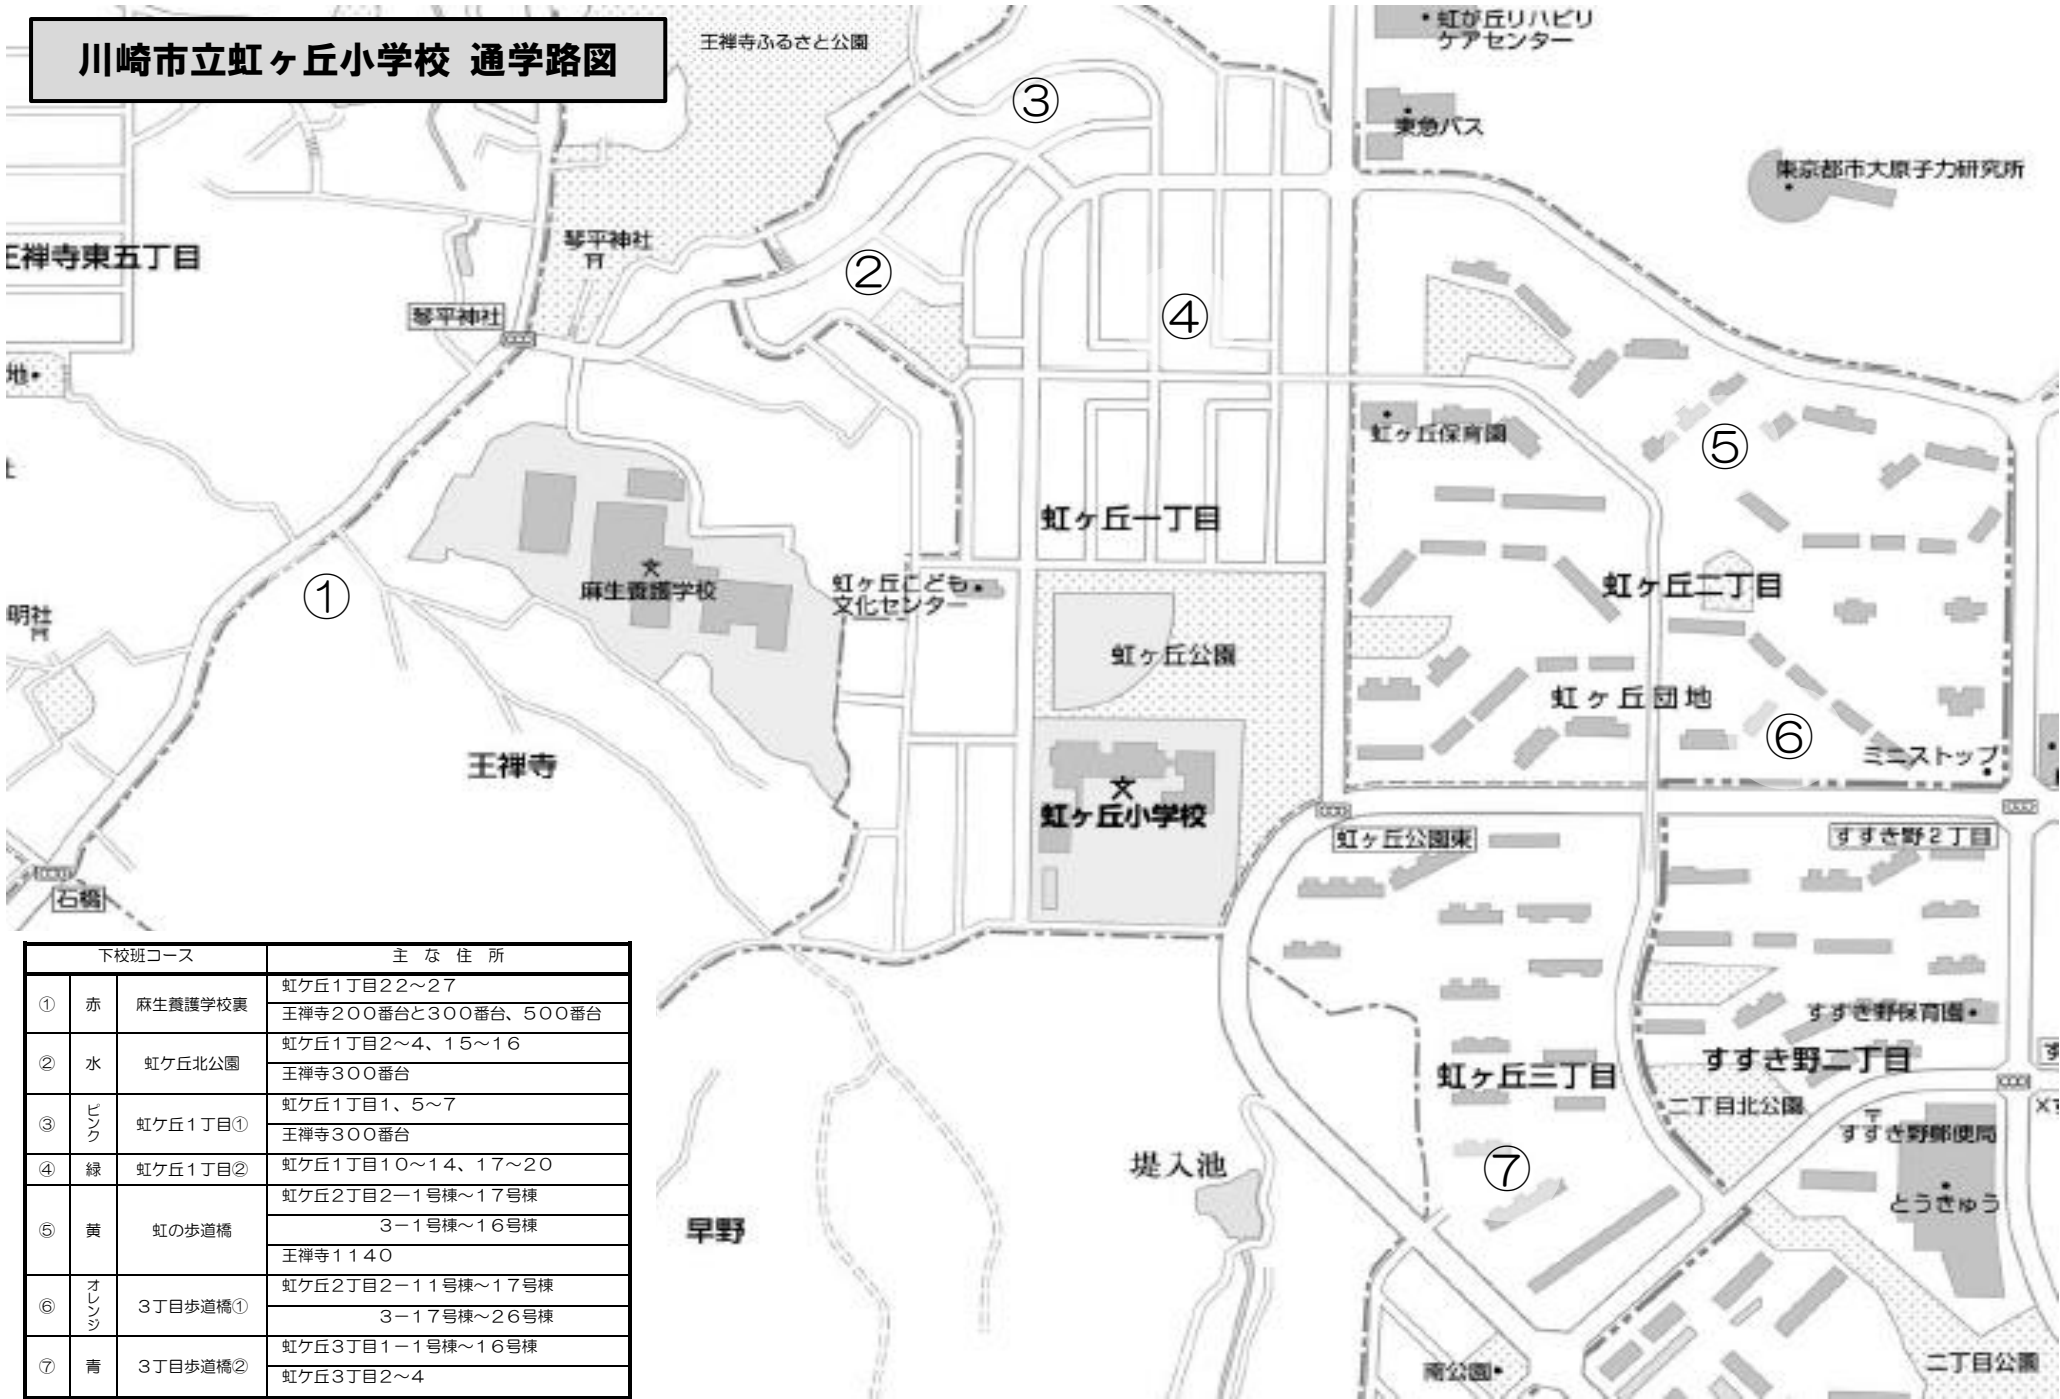 川崎市立虹ヶ丘小学校 通学路図
王禅寺ふるさと公園
虹が丘リハビリ
ケアセンター
東急バス
東京都市大原子力研究所
③
②
④
王禅寺東五丁目
琴平神社
琴平神社
地
虹ヶ丘保育園
⑤
虹ヶ丘一丁目
麻生養護学校
虹ヶ丘こども
文化センター
虹ヶ丘二丁目
①
明社
虹ヶ丘公園
虹ヶ丘団地
⑥
ミニストップ
王禅寺
虹ヶ丘小学校
虹ヶ丘公園東
すすき野2丁目
石橋
すすき野保育園
虹ヶ丘三丁目
すすき野二丁目
二丁目北公園
〒
すすき野郵便局
堤入池
⑦
とうきゅう
早野
南公園
二丁目公園
下校班コース 主な住所
① 赤 麻生養護学校裏 虹ケ丘1丁目22～27
王禅寺200番台と300番台、500番台
② 水 虹ケ丘北公園 虹ケ丘1丁目2～4、15～16
王禅寺300番台
③ ピンク 虹ケ丘1丁目① 虹ケ丘1丁目1、5～7
王禅寺300番台
④ 緑 虹ケ丘1丁目② 虹ケ丘1丁目10～14、17～20
⑤ 黄 虹の歩道橋 虹ケ丘2丁目2－1号棟～17号棟
3－1号棟～16号棟
王禅寺1140
⑥ オレンジ 3丁目歩道橋① 虹ケ丘2丁目2－11号棟～17号棟
3－17号棟～26号棟
⑦ 青 3丁目歩道橋② 虹ケ丘3丁目1－1号棟～16号棟
虹ケ丘3丁目2～4